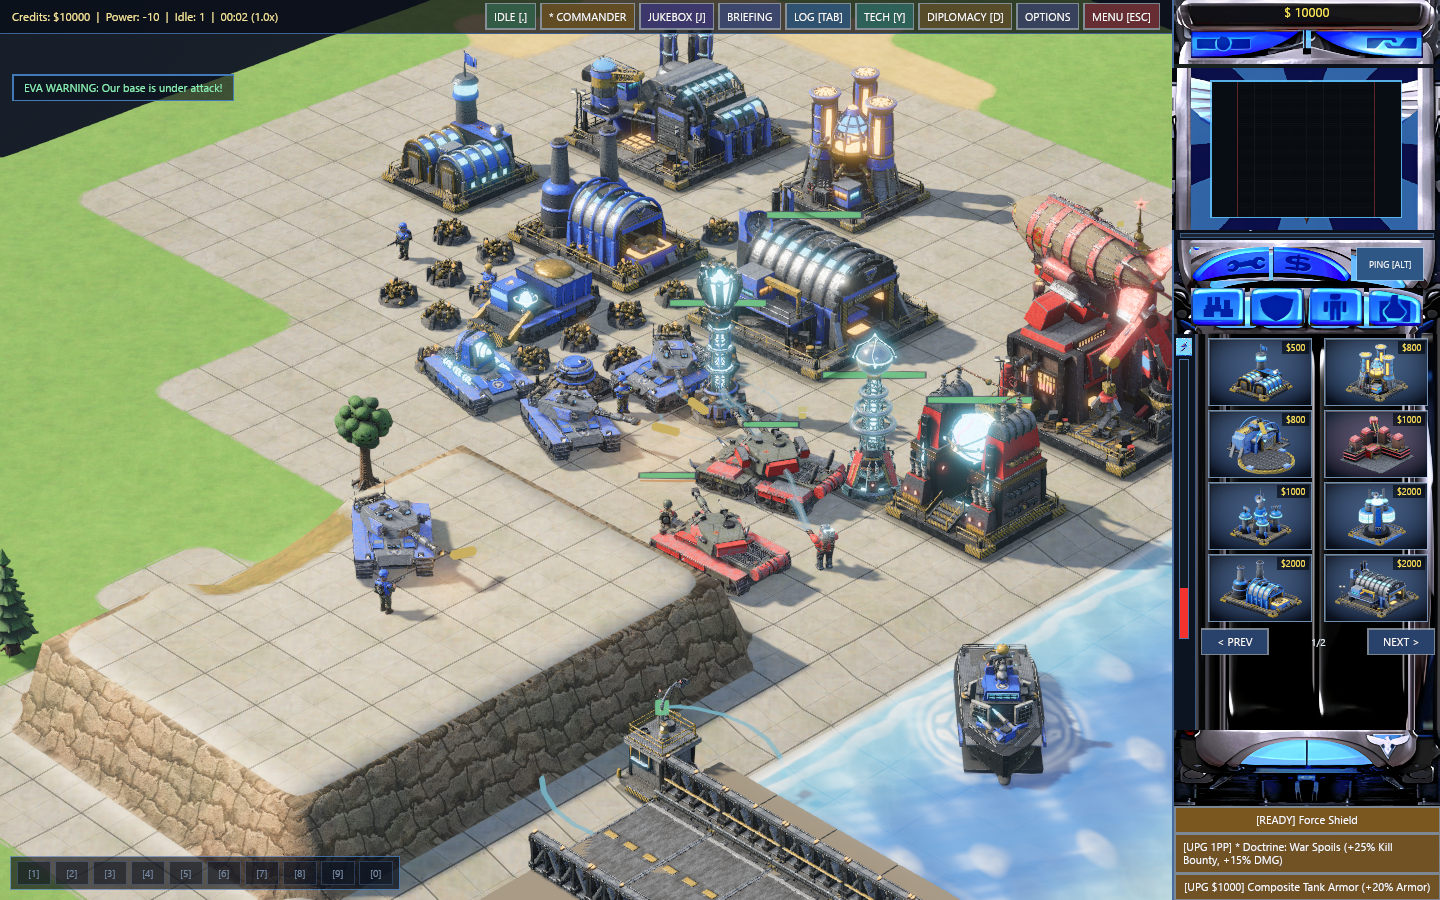 Credits: $10000 | Power: -10 | Idle: 1 | 00:02 (1.0x)
IDLE [,]
* COMMANDER
JUKEBOX [J]
BRIEFING
LOG [TAB]
TECH [Y]
DIPLOMACY [D]
OPTIONS
MENU [ESC]
$ 10000
EVA WARNING: Our base is under attack!
PING [ALT]
$500
$800
$800
$1000
$1000
$2000
$2000
$2000
< PREV
1/2
NEXT >
[READY] Force Shield
[UPG 1PP] * Doctrine: War Spoils (+25% Kill
Bounty, +15% DMG)
[UPG $1000] Composite Tank Armor (+20% Armor)
[1]
[2]
[3]
[4]
[5]
[6]
[7]
[8]
[9]
[0]